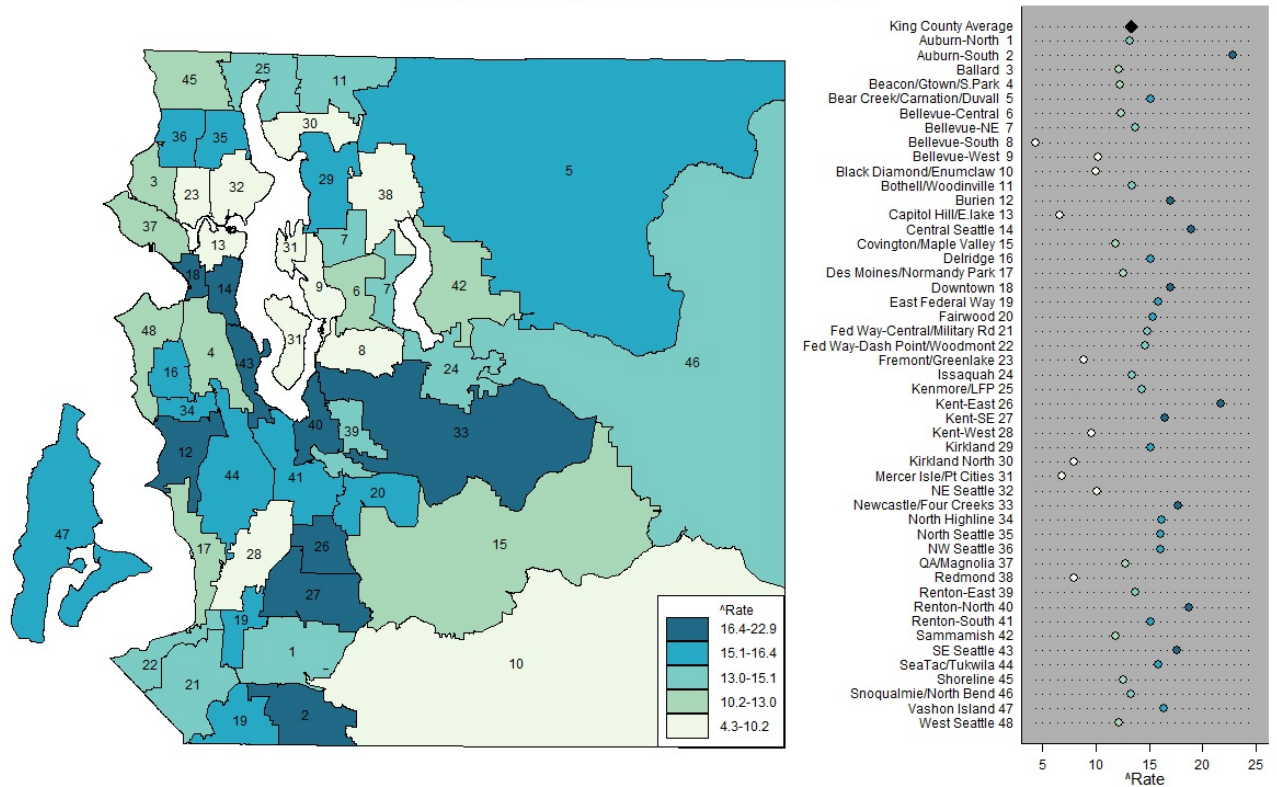 45
25
11
30
36
35
5
3
23
32
29
38
37
13
31
7
18
14
9
6
7
42
48
4
31
8
46
43
16
24
34
40
39
33
12
44
41
20
47
17
28
26
15
27
19
1
10
22
21
19
2
^Rate
16.4-22.9
15.1-16.4
13.0-15.1
10.2-13.0
4.3-10.2
King County Average
Auburn-North 1
Auburn-South 2
Ballard 3
Beacon/Gtown/S.Park 4
Bear Creek/Carnation/Duvall 5
Bellevue-Central 6
Bellevue-NE 7
Bellevue-South 8
Bellevue-West 9
Black Diamond/Enumclaw 10
Bothell/Woodinville 11
Burien 12
Capitol Hill/E.lake 13
Central Seattle 14
Covington/Maple Valley 15
Delridge 16
Des Moines/Normandy Park 17
Downtown 18
East Federal Way 19
Fairwood 20
Fed Way-Central/Military Rd 21
Fed Way-Dash Point/Woodmont 22
Fremont/Greenlake 23
Issaquah 24
Kenmore/LFP 25
Kent-East 26
Kent-SE 27
Kent-West 28
Kirkland 29
Kirkland North 30
Mercer Isle/Pt Cities 31
NE Seattle 32
Newcastle/Four Creeks 33
North Highline 34
North Seattle 35
NW Seattle 36
QA/Magnolia 37
Redmond 38
Renton-East 39
Renton-North 40
Renton-South 41
Sammamish 42
SE Seattle 43
SeaTac/Tukwila 44
Shoreline 45
Snoqualmie/North Bend 46
Vashon Island 47
West Seattle 48
5 10 15 20 25
^Rate